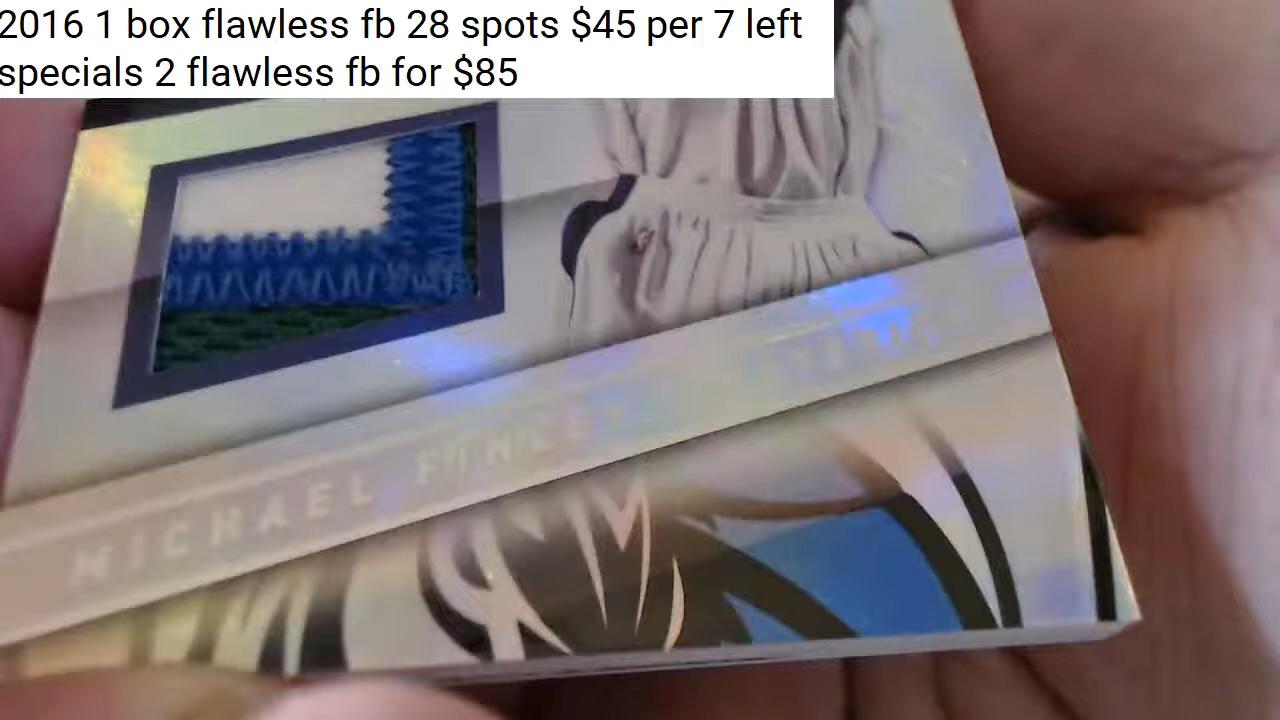 2016 1 box flawless fb 28 spots $45 per 7 left
specials 2 flawless fb for $85
MICHAEL FINLEY